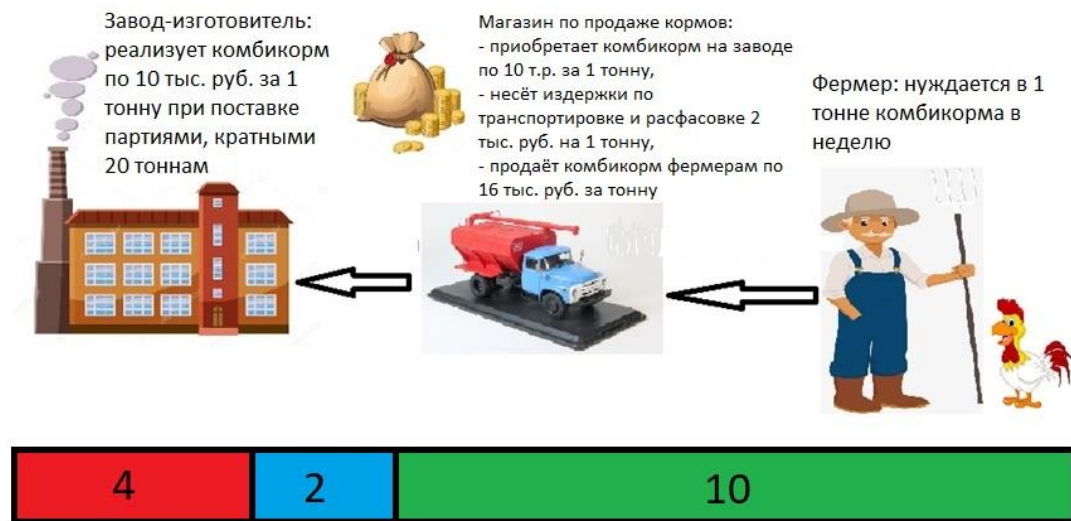 Завод-изготовитель:
реализует комбикорм
по 10 тыс. руб. за 1
тонну при поставке
партиями, кратными
20 тоннам
Магазин по продаже кормов:
- приобретает комбикорм на заводе
по 10 т.р. за 1 тонну,
- несёт издержки по
транспортировке и расфасовке 2
тыс. руб. на 1 тонну,
- продаёт комбикорм фермерам по
16 тыс. руб. за тонну
Фермер: нуждается в 1
тонне комбикорма в
неделю
4
2
10